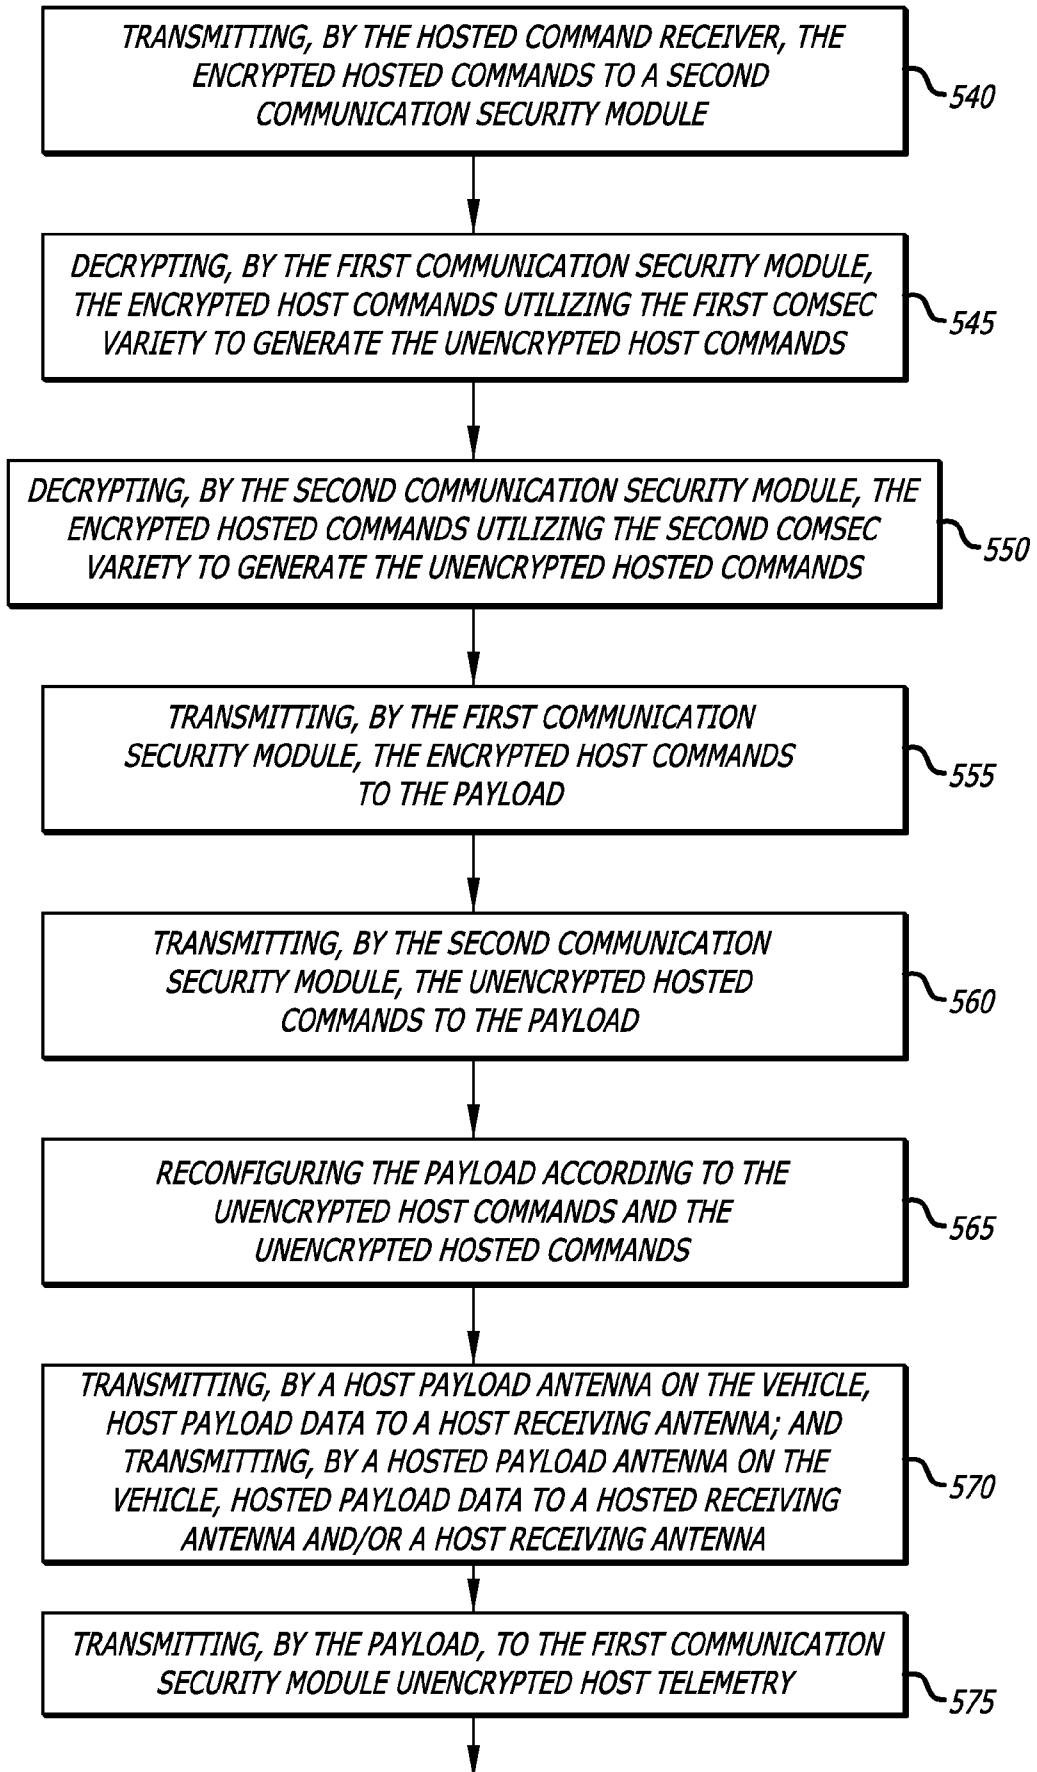 TRANSMITTING, BY THE HOSTED COMMAND RECEIVER, THE
ENCRYPTED HOSTED COMMANDS TO A SECOND
COMMUNICATION SECURITY MODULE
540
DECRYPTING, BY THE FIRST COMMUNICATION SECURITY MODULE,
THE ENCRYPTED HOST COMMANDS UTILIZING THE FIRST COMSEC
VARIETY TO GENERATE THE UNENCRYPTED HOST COMMANDS
545
DECRYPTING, BY THE SECOND COMMUNICATION SECURITY MODULE, THE
ENCRYPTED HOSTED COMMANDS UTILIZING THE SECOND COMSEC
VARIETY TO GENERATE THE UNENCRYPTED HOSTED COMMANDS
550
TRANSMITTING, BY THE FIRST COMMUNICATION
SECURITY MODULE, THE ENCRYPTED HOST COMMANDS
TO THE PAYLOAD
555
TRANSMITTING, BY THE SECOND COMMUNICATION
SECURITY MODULE, THE UNENCRYPTED HOSTED
COMMANDS TO THE PAYLOAD
560
RECONFIGURING THE PAYLOAD ACCORDING TO THE
UNENCRYPTED HOST COMMANDS AND THE
UNENCRYPTED HOSTED COMMANDS
565
TRANSMITTING, BY A HOST PAYLOAD ANTENNA ON THE VEHICLE,
HOST PAYLOAD DATA TO A HOST RECEIVING ANTENNA; AND
TRANSMITTING, BY A HOSTED PAYLOAD ANTENNA ON THE
VEHICLE, HOSTED PAYLOAD DATA TO A HOSTED RECEIVING
ANTENNA AND/OR A HOST RECEIVING ANTENNA
570
TRANSMITTING, BY THE PAYLOAD, TO THE FIRST COMMUNICATION
SECURITY MODULE UNENCRYPTED HOST TELEMETRY
575